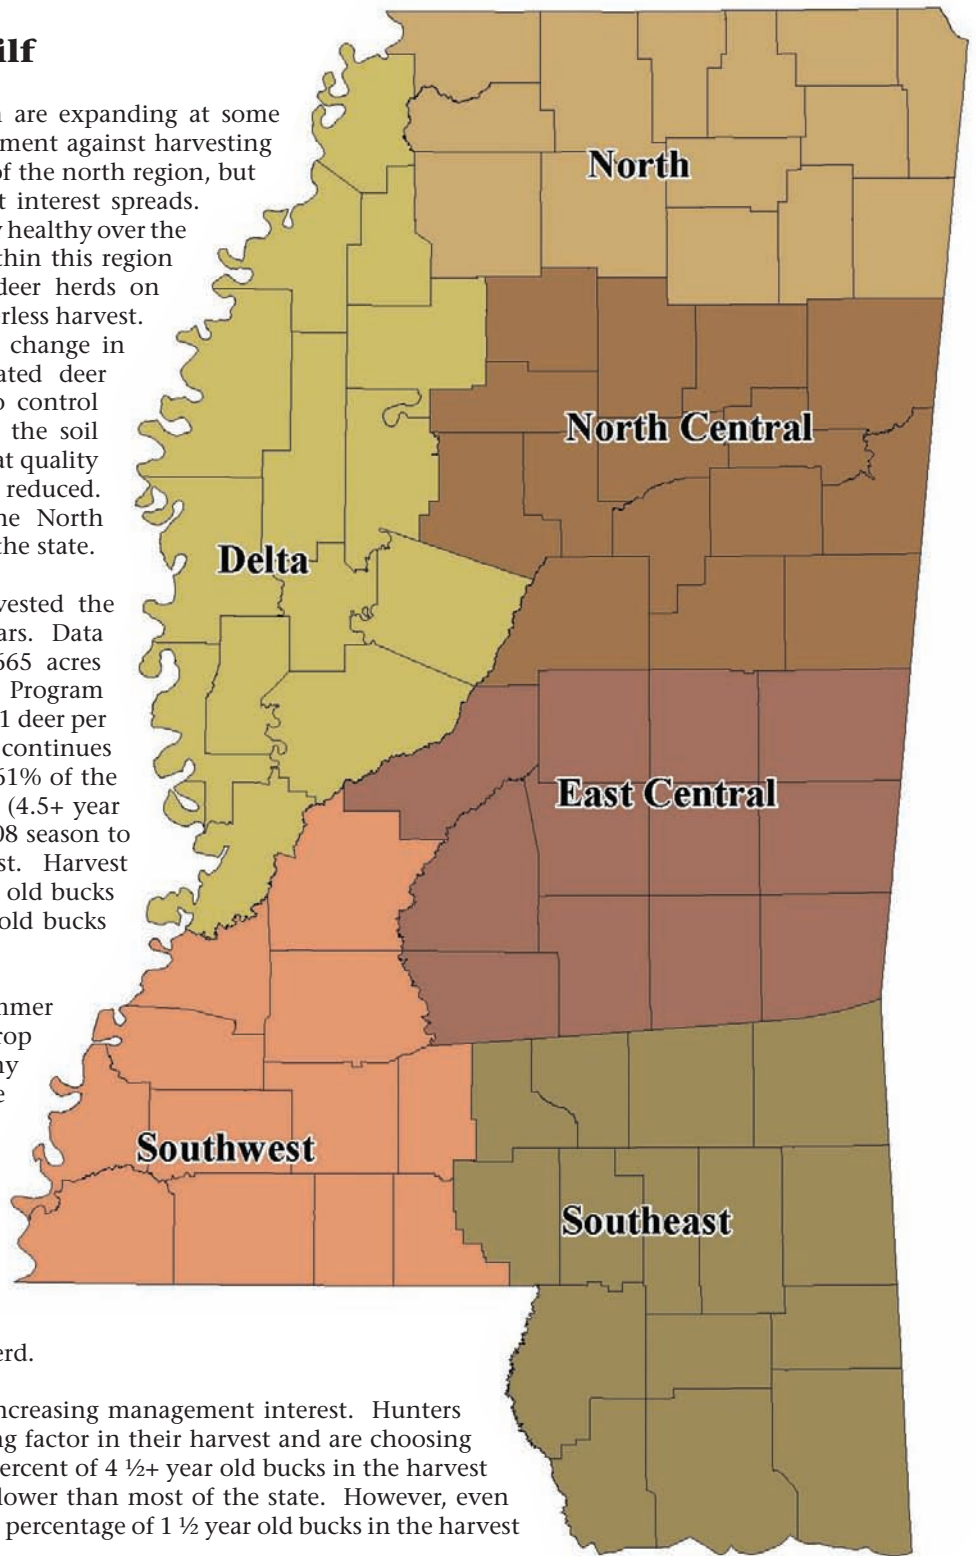 ilf
are expanding at some
ment against harvesting
of the north region, but
t interest spreads.
healthy over the
thin this region
deer herds on
rless harvest.
change in
ated deer
control
the soil
at quality
reduced.
ne North
the state.
vested the
ars. Data
665 acres
Program
1 deer per
continues
61% of the
(4.5+ year
08 season to
st. Harvest
old bucks
old bucks
nmer
rop
ny
e
erd.
ncreasing management interest. Hunters
ng factor in their harvest and are choosing
ercent of 4 ½+ year old bucks in the harvest
lower than most of the state. However, even
percentage of 1 ½ year old bucks in the harvest
North
North Central
Delta
East Central
Southwest
Southeast